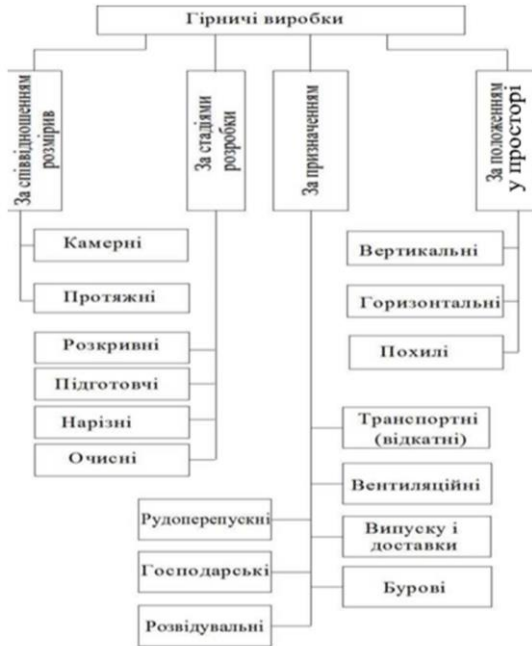 Гірничі виробки
За співвідношенням
розмірив
За стадіями
розробки
За призначенням
За положенням
у просторі
Камерні
Протяжні
Розкривні
Підготовчі
Нарізні
Очисні
Вертикальні
Горизонтальні
Похилі
Транспортні
(відкатні)
Вентиляційні
Випуску і
доставки
Бурові
Рудоперепускні
Господарські
Розвідувальні